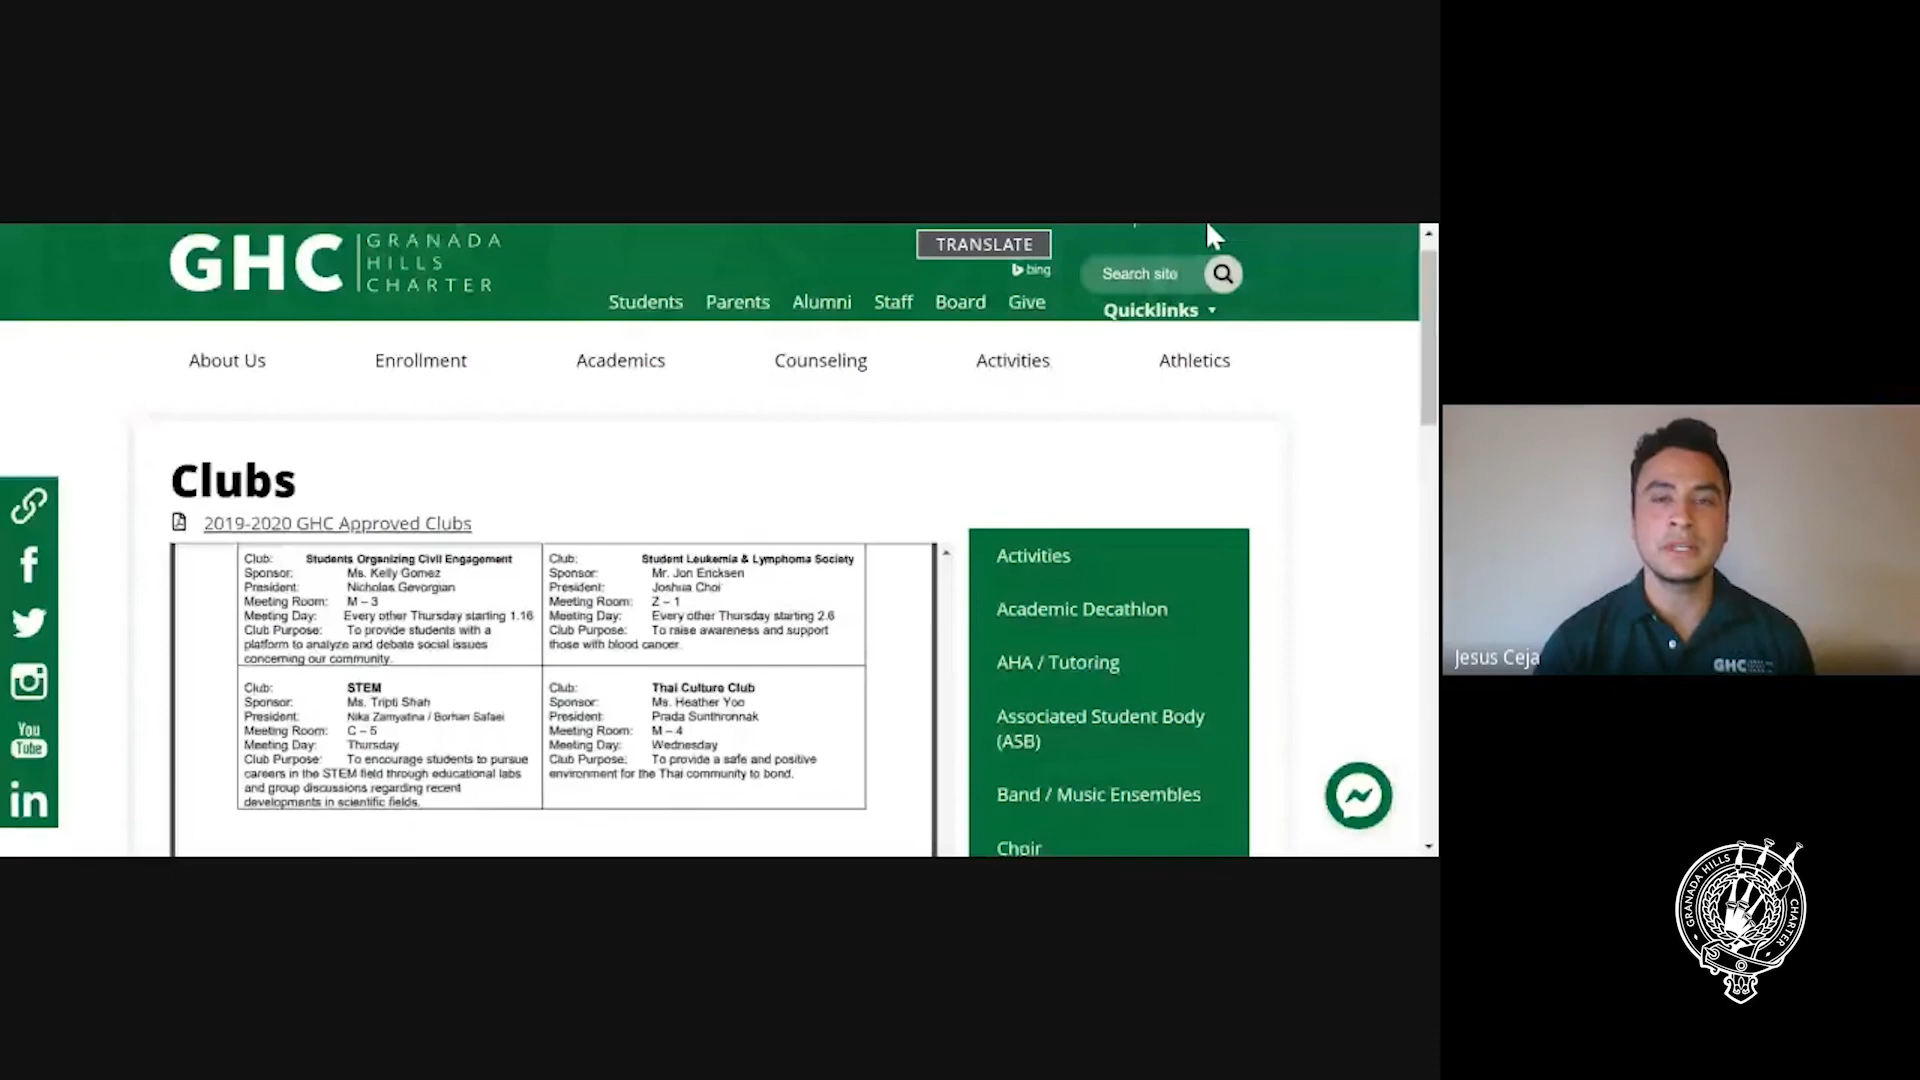 GHC
GRANADA
HILLS
CHARTER
TRANSLATE
bing
Search site
Students Parents Alumni Staff Board Give
Quicklinks
About Us Enrollment Academics Counseling Activities Athletics
Clubs
2019-2020 GHC Approved Clubs
Club: Students Organizing Civil Engagement
Sponsor: Ms. Kelly Gomez
President: Nicholas Gevorgian
Meeting Room: M – 3
Meeting Day: Every other Thursday starting 1.16
Club Purpose: To provide students with a
platform to analyze and debate social issues
concerning our community.
Club: Student Leukemia & Lymphoma Society
Sponsor: Mr. Jon Ericksen
President: Joshua Choi
Meeting Room: Z – 1
Meeting Day: Every other Thursday starting 2.6
Club Purpose: To raise awareness and support
those with blood cancer.
Club: STEM
Sponsor: Ms. Tripti Shah
President: Nika Zamyatina / Borhan Safaei
Meeting Room: C – 5
Meeting Day: Thursday
Club Purpose: To encourage students to pursue
careers in the STEM field through educational labs
and group discussions regarding recent
developments in scientific fields.
Club: Thai Culture Club
Sponsor: Ms. Heather Yoo
President: Prada Sunthronnak
Meeting Room: M – 4
Meeting Day: Wednesday
Club Purpose: To provide a safe and positive
environment for the Thai community to bond.
Activities
Academic Decathlon
AHA / Tutoring
Associated Student Body
(ASB)
Band / Music Ensembles
Choir
You
Tube
in
Jesus Ceja
GHC
GRANADA HILLS CHARTER